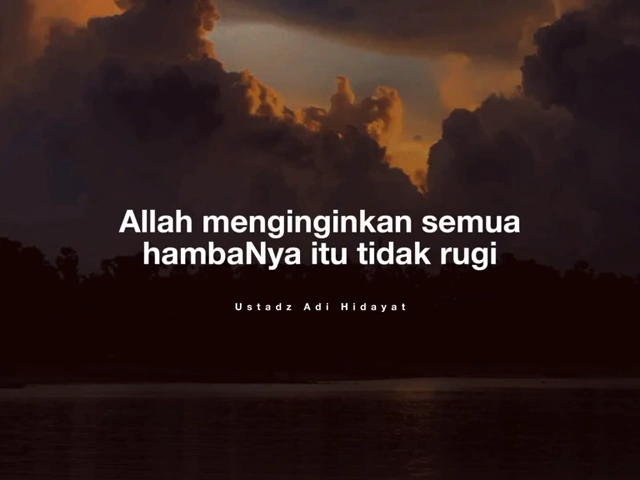 Allah menginginkan semua
hambaNya itu tidak rugi
Ustadz Adi Hidayat